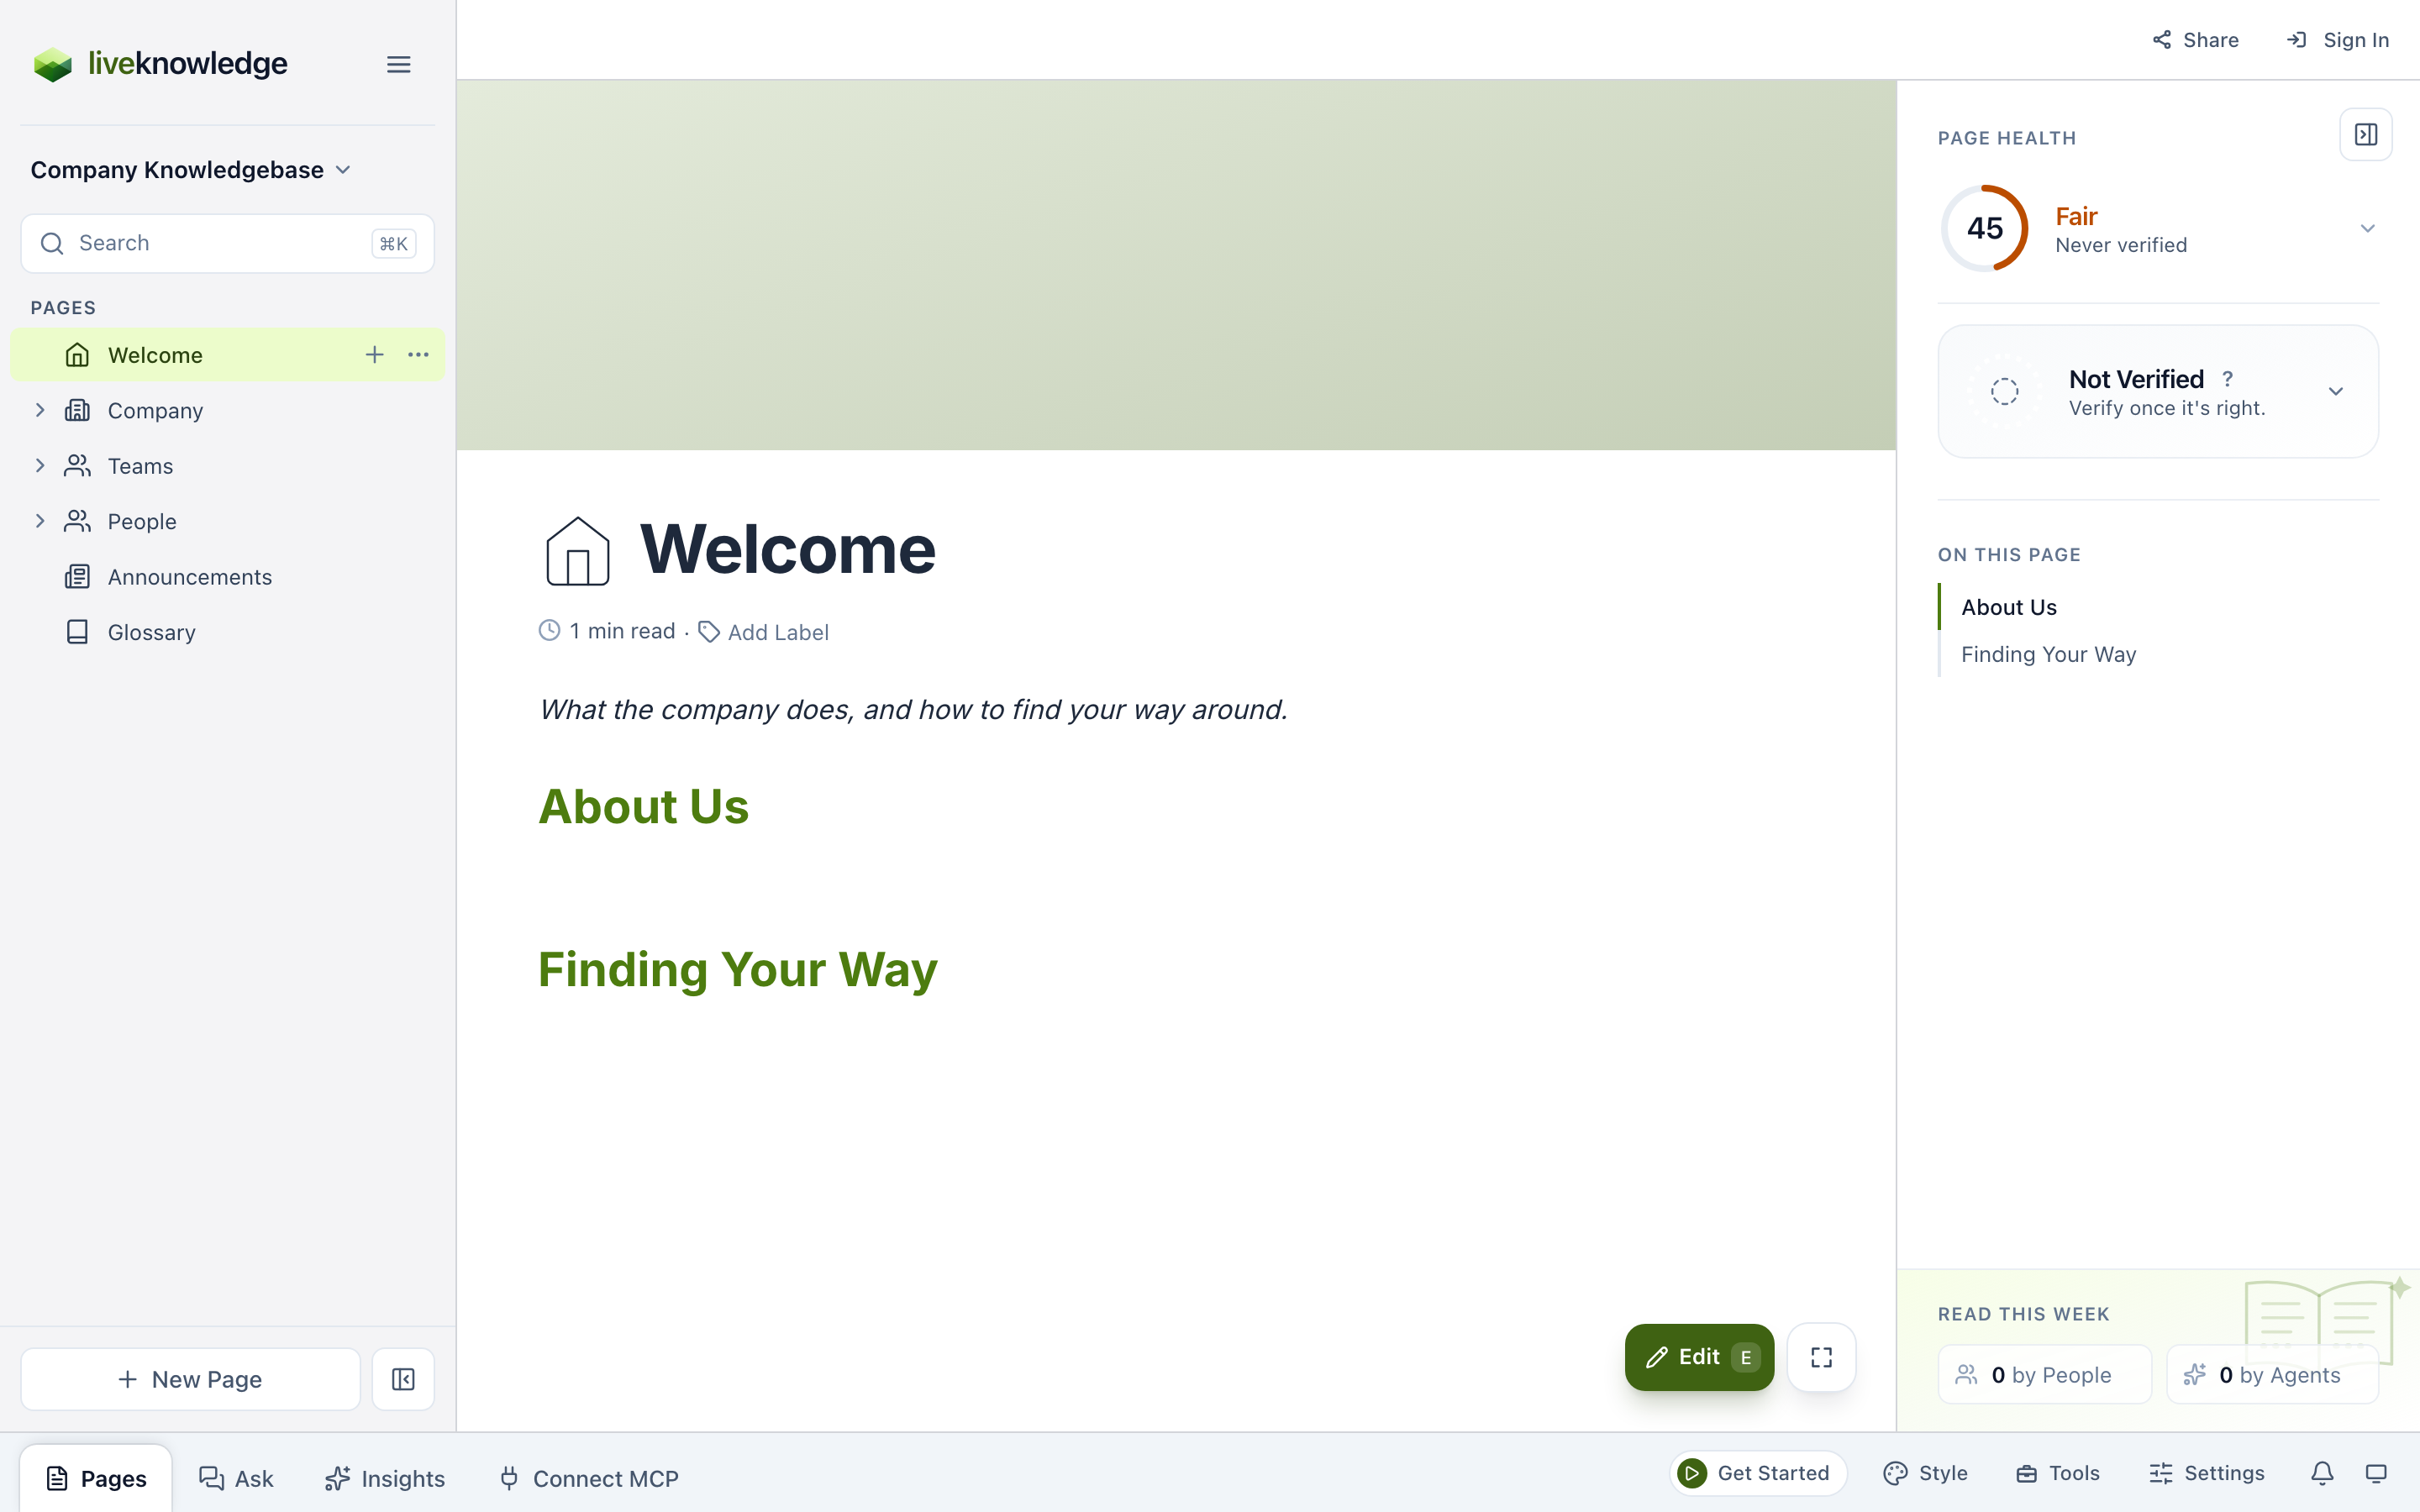 liveknowledge
Share
Sign In
Company Knowledgebase
Search
⌘K
PAGES
Welcome
Company
Teams
People
Announcements
Glossary
New Page
Welcome
1 min read · Add Label
What the company does, and how to find your way around.
About Us
Finding Your Way
Edit E
PAGE HEALTH
45
Fair
Never verified
Not Verified ?
Verify once it's right.
ON THIS PAGE
About Us
Finding Your Way
READ THIS WEEK
0 by People
0 by Agents
Pages
Ask
Insights
Connect MCP
Get Started
Style
Tools
Settings